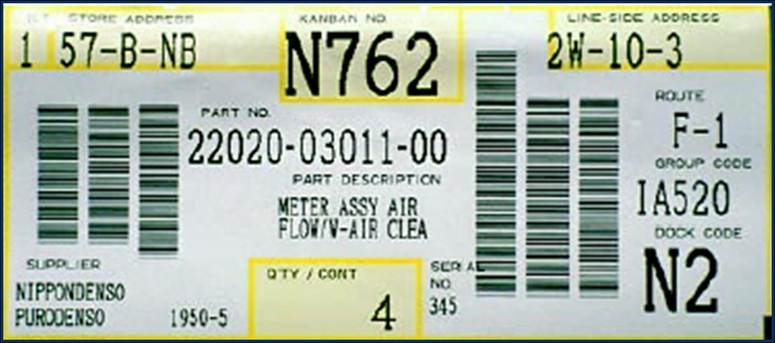 STORE ADDRESS
1 57-B-NB
KANBAN NO.
N762
LINE-SIDE ADDRESS
2W-10-3
PART NO.
22020-03011-00
PART DESCRIPTION
METER ASSY AIR
FLOW/W-AIR CLEA
ROUTE
F-1
GROUP CODE
IA520
DOCK CODE
N2
SUPPLIER
NIPPONDENSO
PURODENSO 1950-5
Q'TY / CONT
4
SERIAL
NO.
345